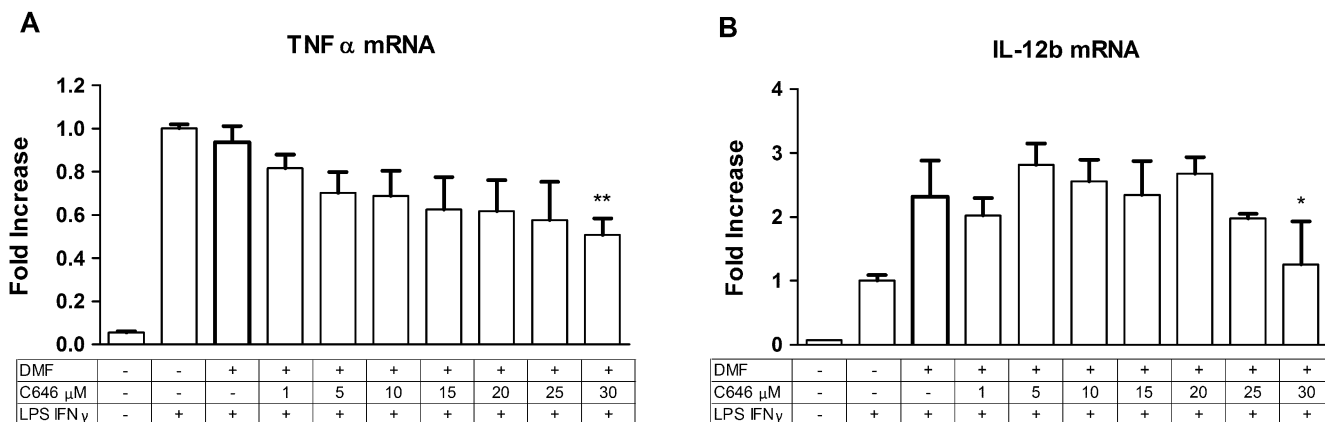 A
TNF α mRNA
Fold Increase
1.2
1.0
0.8
0.6
0.4
0.2
0.0
**
DMF - - + + + + + + + +
C646 μM - - - 1 5 10 15 20 25 30
LPS IFNγ - + + + + + + + + +
B
IL-12b mRNA
Fold Increase
4
3
2
1
0
*
DMF - - + + + + + + + +
C646 μM - - - 1 5 10 15 20 25 30
LPS IFNγ - + + + + + + + + +